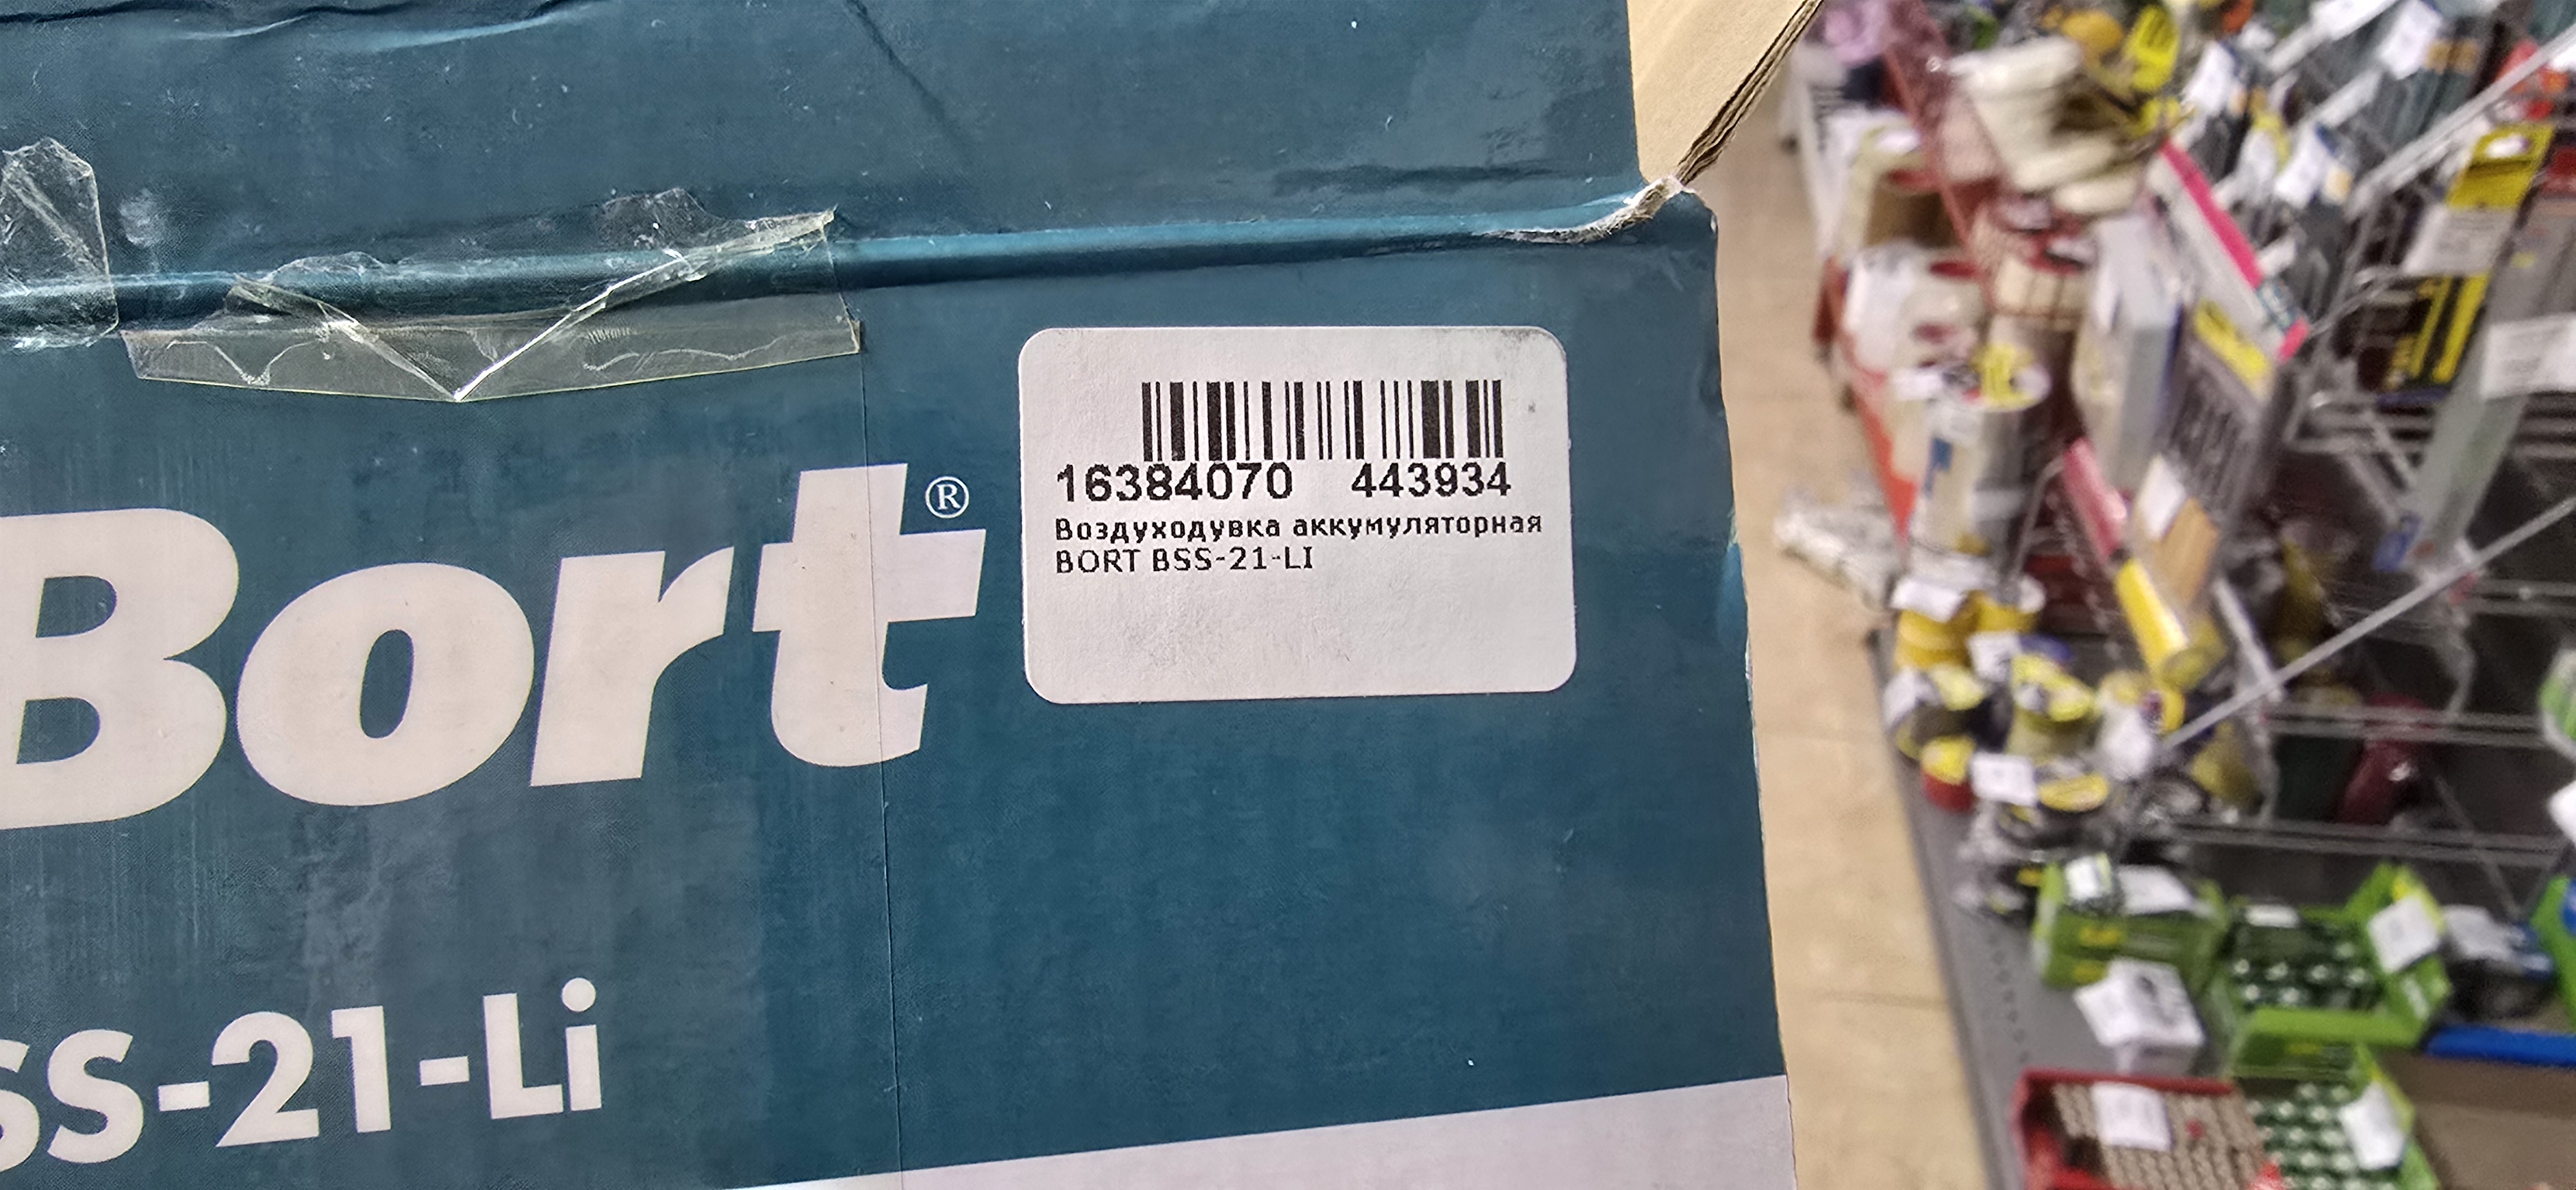 Bort®
16384070 443934
Воздуходувка аккумуляторная
BORT BSS-21-LI
SS-21-Li